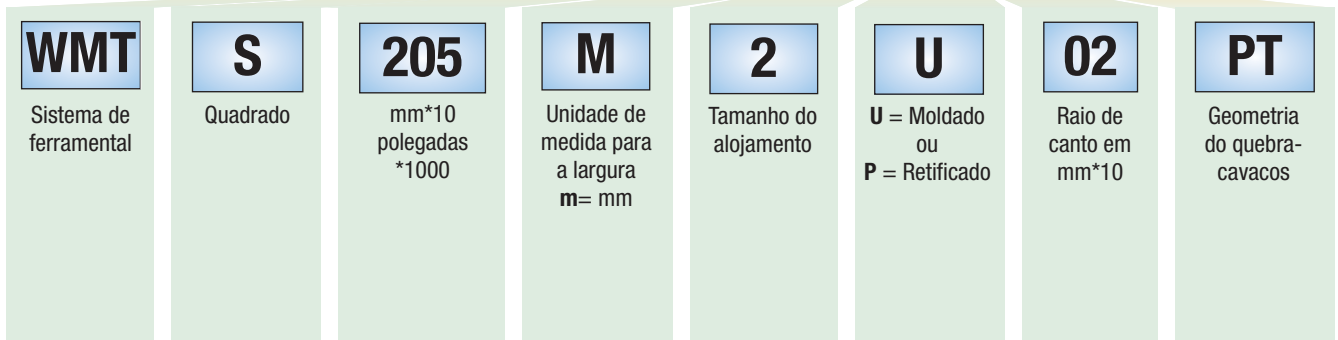 WMT
Sistema de
ferramental
S
Quadrado
205
mm*10
polegadas
*1000
M
Unidade de
medida para
a largura
m= mm
2
Tamanho do
alojamento
U
U = Moldado
ou
P = Retificado
02
Raio de
canto em
mm*10
PT
Geometria
do quebra-
cavacos